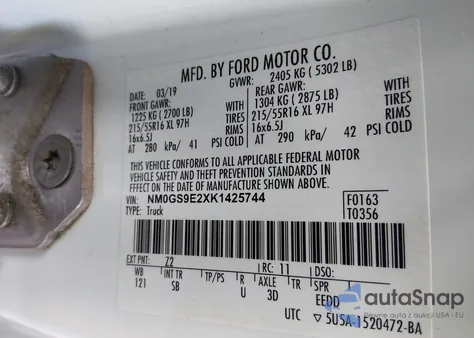 MFD. BY FORD MOTOR CO.
DATE: 03/19 GVWR: 2405 KG ( 5302 LB)
FRONT GAWR: REAR GAWR:
1225 KG ( 2700 LB) WITH 1304 KG ( 2875 LB) WITH
215/55R16 XL 97H TIRES 215/55R16 XL 97H TIRES
16x6.5J RIMS 16x6.5J RIMS
AT 280 kPa/ 41 PSI COLD AT 290 kPa/ 42 PSI COLD
THIS VEHICLE CONFORMS TO ALL APPLICABLE FEDERAL MOTOR
VEHICLE SAFETY AND THEFT PREVENTION STANDARDS IN
EFFECT ON THE DATE OF MANUFACTURE SHOWN ABOVE.
VIN: NM0GS9E2XK1425744 F0163
TYPE: Truck T0356
EXT PNT: Z2 RC: 11 DSO:
WB INT TR TP/PS R AXLE TR SPR
121 SB U 3D EEDD
UTC ▽ 5U5A-1520472-BA
autoSnap
Pewne auto z USA i EU